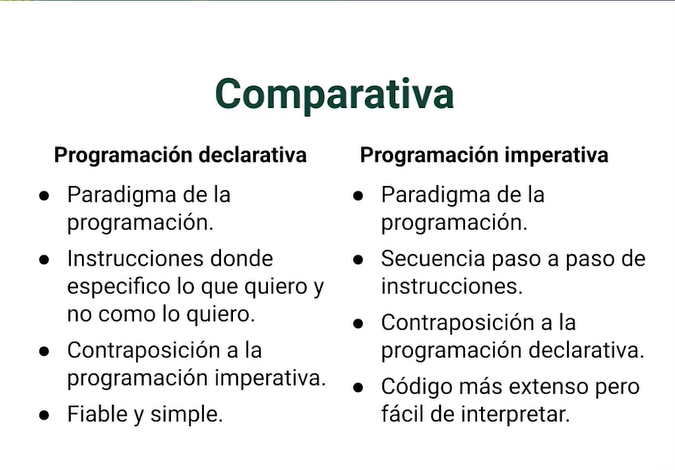 Comparativa
Programación declarativa
● Paradigma de la
programación.
● Instrucciones donde
especifico lo que quiero y
no como lo quiero.
● Contraposición a la
programación imperativa.
● Fiable y simple.
Programación imperativa
● Paradigma de la
programación.
● Secuencia paso a paso de
instrucciones.
● Contraposición a la
programación declarativa.
● Código más extenso pero
fácil de interpretar.